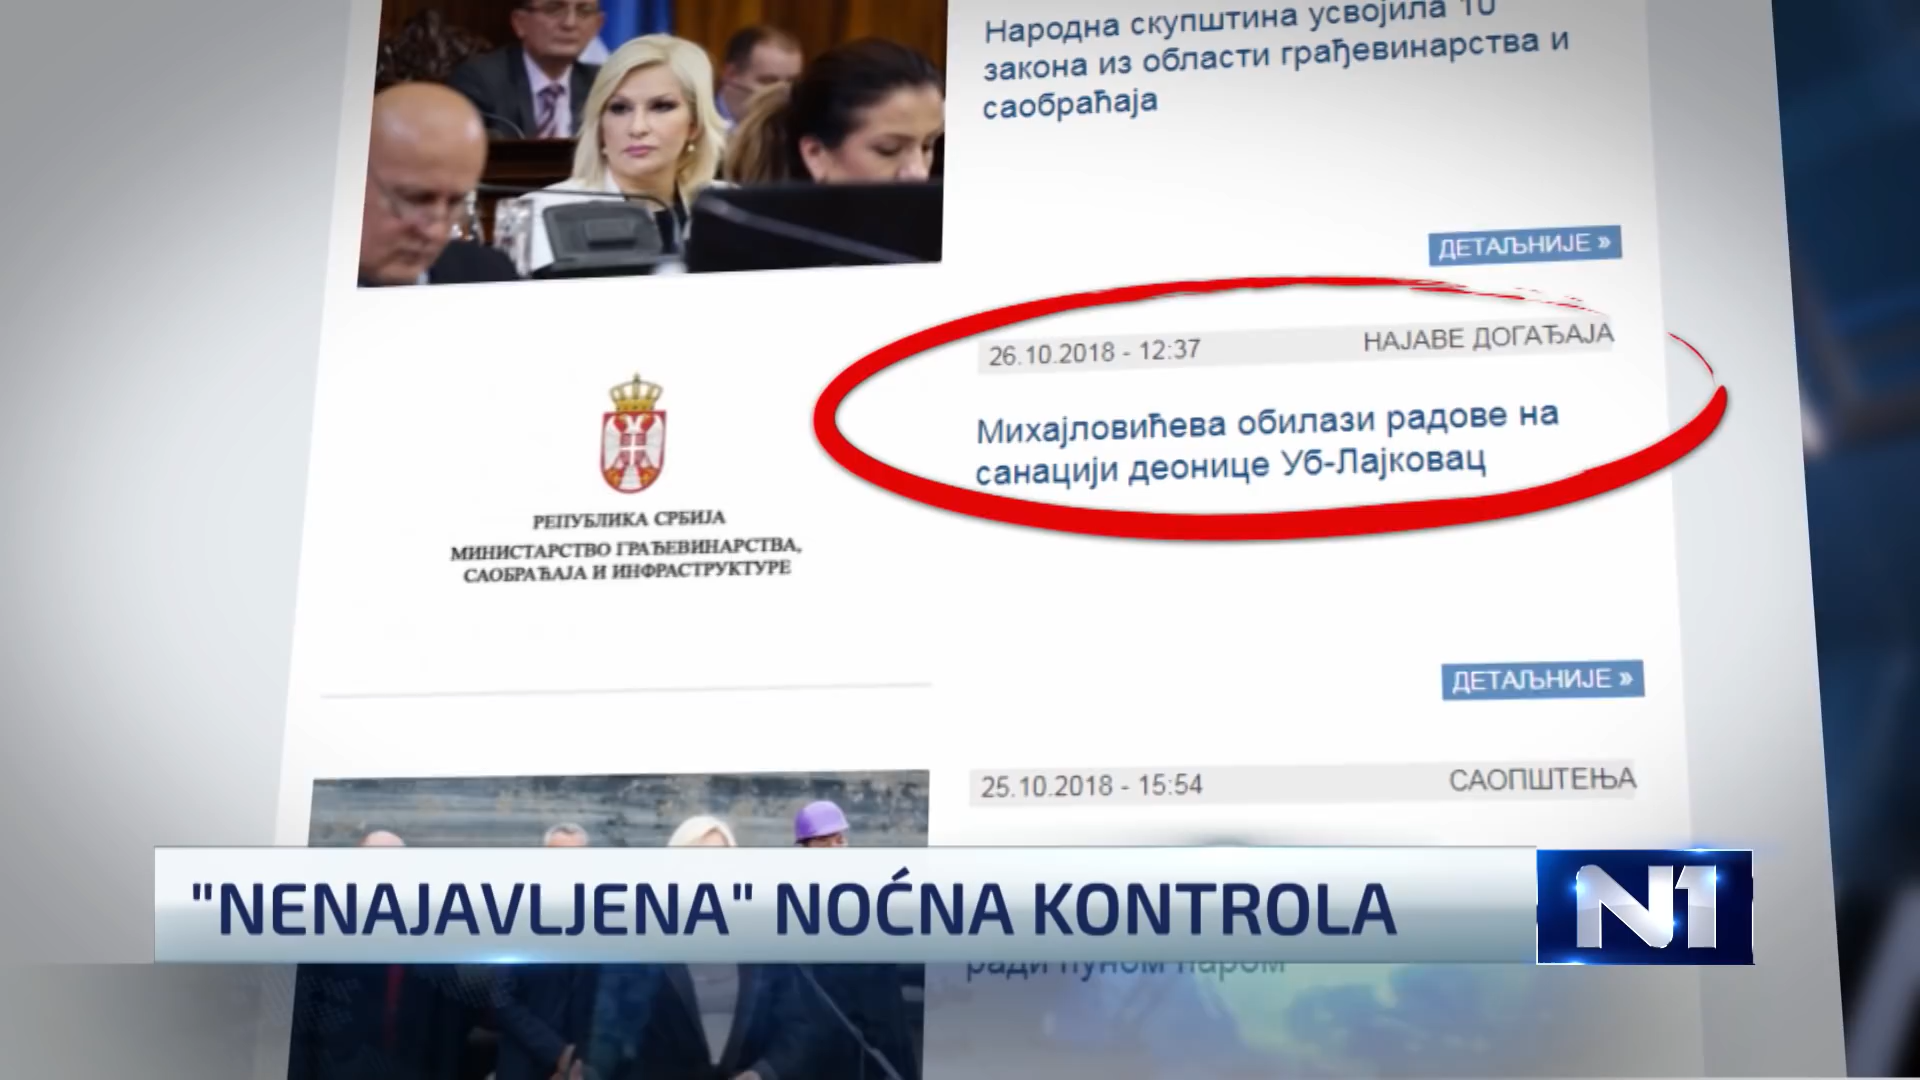 Народна скупштина усвојила 10
закона из области грађевинарства и
саобраћаја
ДЕТАЉНИЈЕ »
26.10.2018 - 12:37
НАЈАВЕ ДОГАЂАЈА
Михајловићева обилази радове на
санацији деонице Уб-Лајковац
РЕПУБЛИКА СРБИЈА
МИНИСТАРСТВО ГРАЂЕВИНАРСТВА,
САОБРАЋАЈА И ИНФРАСТРУКТУРЕ
ДЕТАЉНИЈЕ »
25.10.2018 - 15:54
САОПШТЕЊА
"NENAJAVLJENA" NOĆNA KONTROLA
N1
ради пуном паром